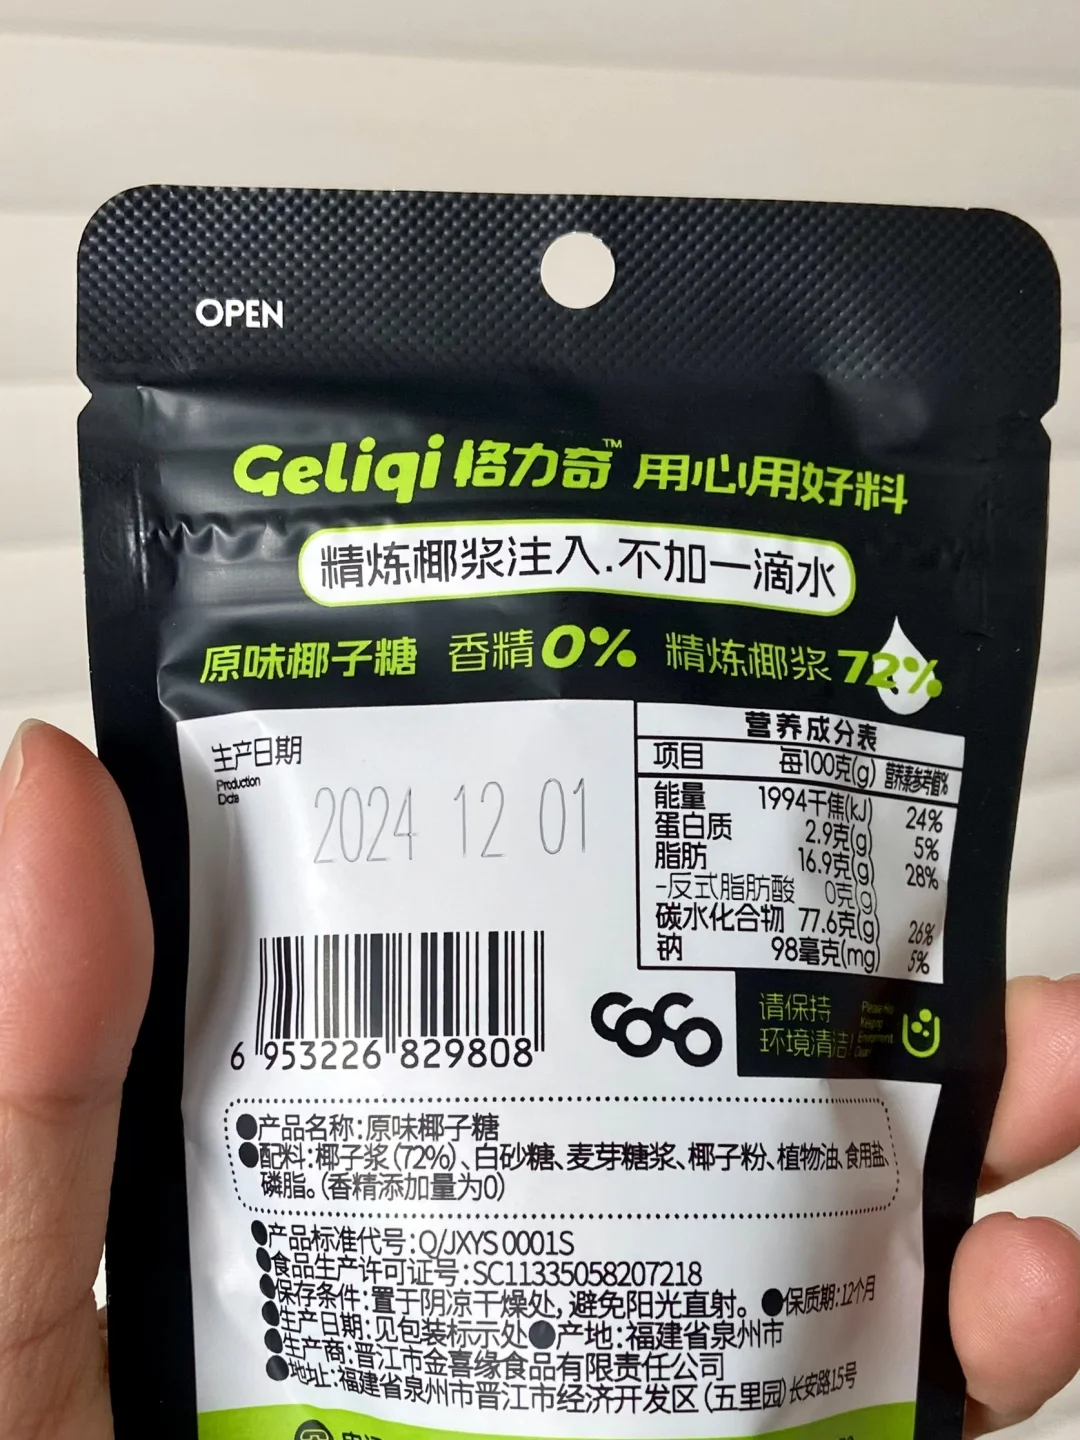 OPEN
Geliqi 格力奇™ 用心用好料
精炼椰浆注入.不加一滴水
原味椰子糖 香精0% 精炼椰浆72%
生产日期
Production
Date
2024 12 01
营养成分表
项目 每100克(g) 营养素参考值%
能量 1994千焦(kJ) 24%
蛋白质 2.9克(g) 5%
脂肪 16.9克(g) 28%
-反式脂肪酸 0克(g)
碳水化合物 77.6克(g) 26%
钠 98毫克(mg) 5%
6 953226 829808
CoCo
请保持
环境清洁!
●产品名称:原味椰子糖
●配料:椰子浆(72%)、白砂糖、麦芽糖浆、椰子粉、植物油、食用盐、
磷脂。(香精添加量为0)
●产品标准代号:Q/JXYS 0001S
●食品生产许可证号:SC11335058207218
●保存条件:置于阴凉干燥处,避免阳光直射。●保质期:12个月
●生产日期:见包装标示处●产地:福建省泉州市
●生产商:晋江市金喜缘食品有限责任公司
●地址:福建省泉州市晋江市经济开发区(五里园)长安路15号